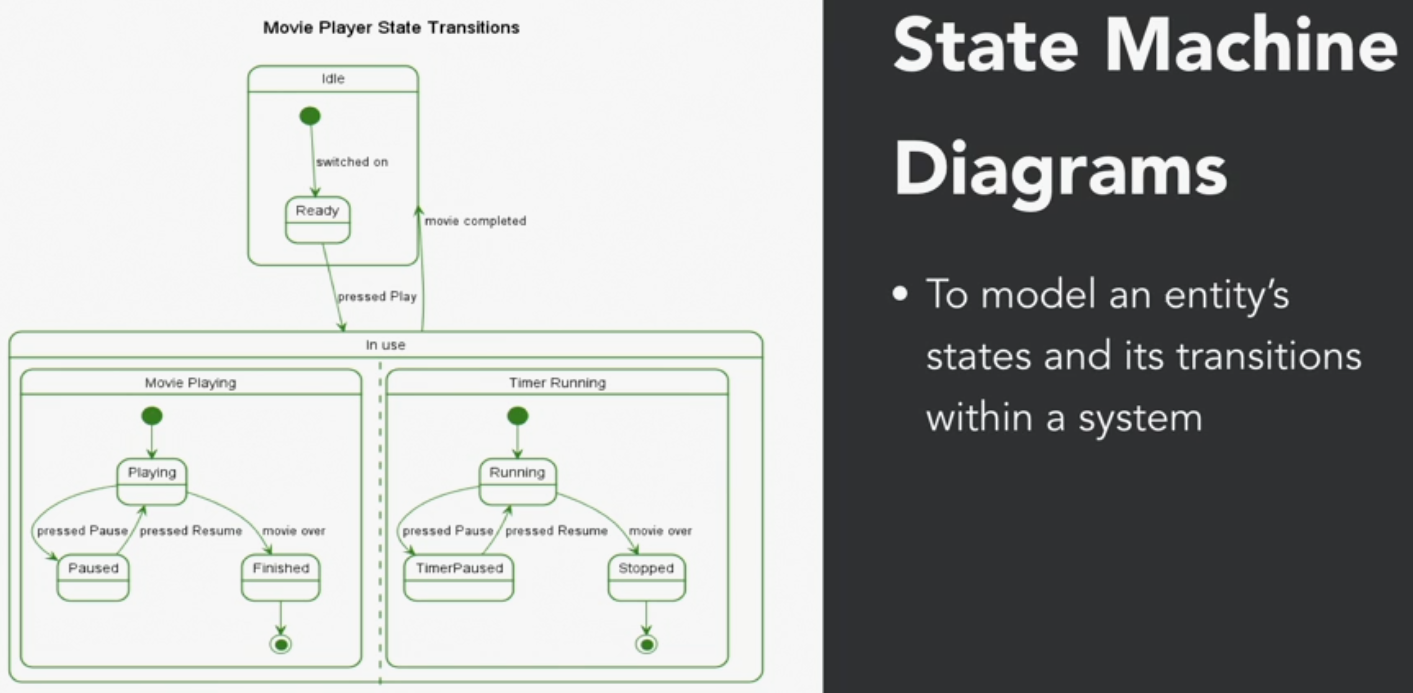 Movie Player State Transitions
Idle
switched on
Ready
movie completed
pressed Play
In use
Movie Playing
Playing
pressed Pause
pressed Resume
movie over
Paused
Finished
Timer Running
Running
pressed Pause
pressed Resume
movie over
TimerPaused
Stopped
State Machine
Diagrams
• To model an entity’s
states and its transitions
within a system